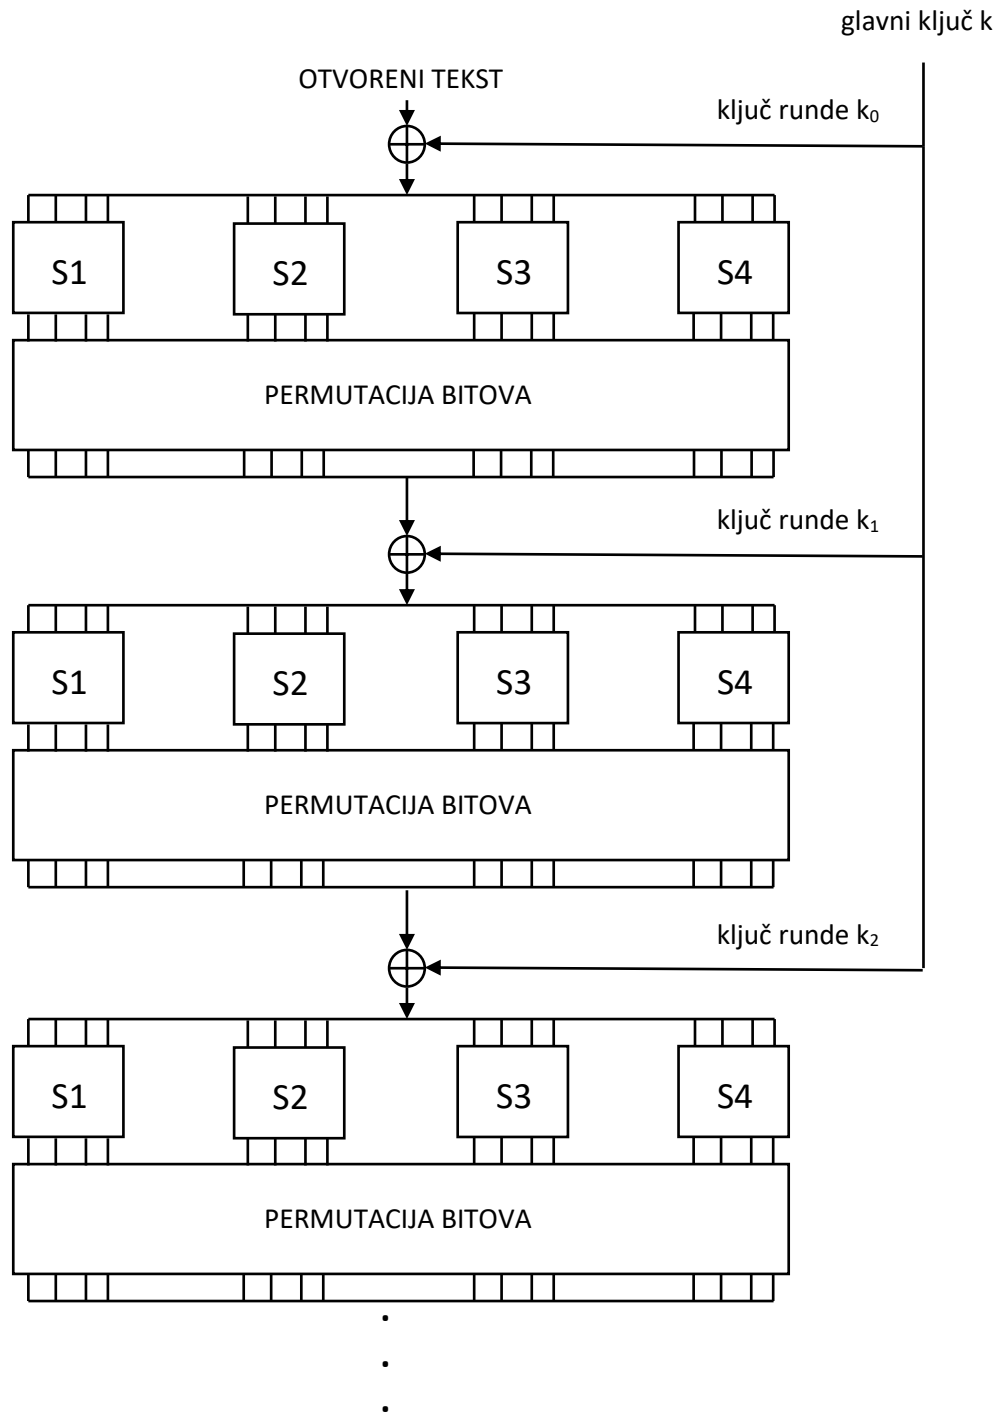 glavni ključ k
OTVORENI TEKST
ključ runde k₀
S1 S2 S3 S4
PERMUTACIJA BITOVA
ključ runde k₁
S1 S2 S3 S4
PERMUTACIJA BITOVA
ključ runde k₂
S1 S2 S3 S4
PERMUTACIJA BITOVA
.
.
.